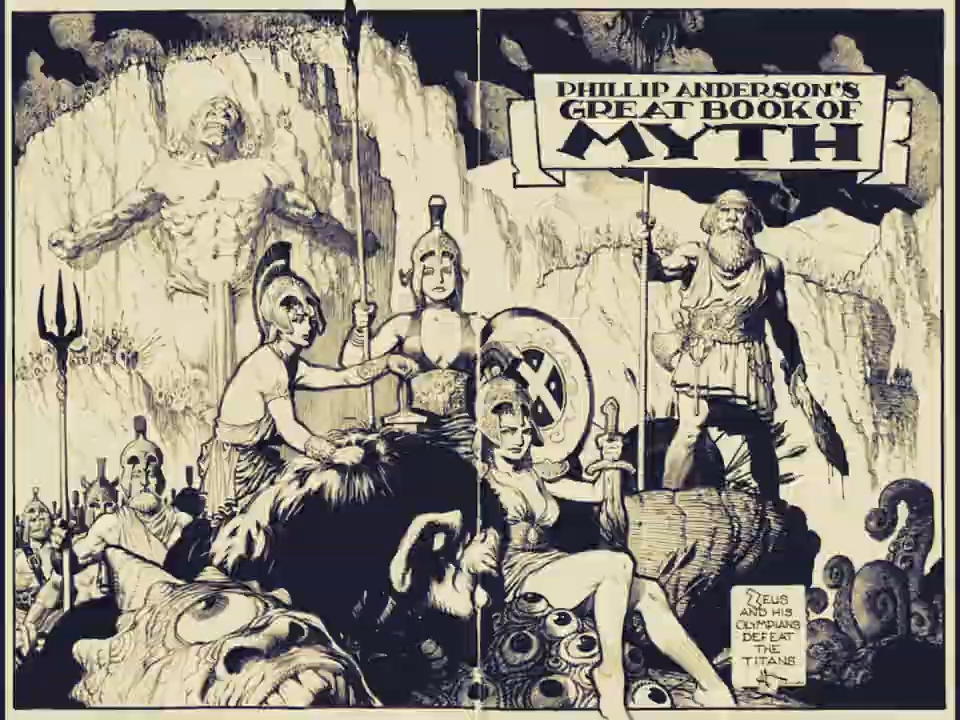 PHILLIP ANDERSON'S
GREAT BOOK OF
MYTH
ZEUS
AND HIS
OLYMPIANS
DEFEAT
THE
TITANS